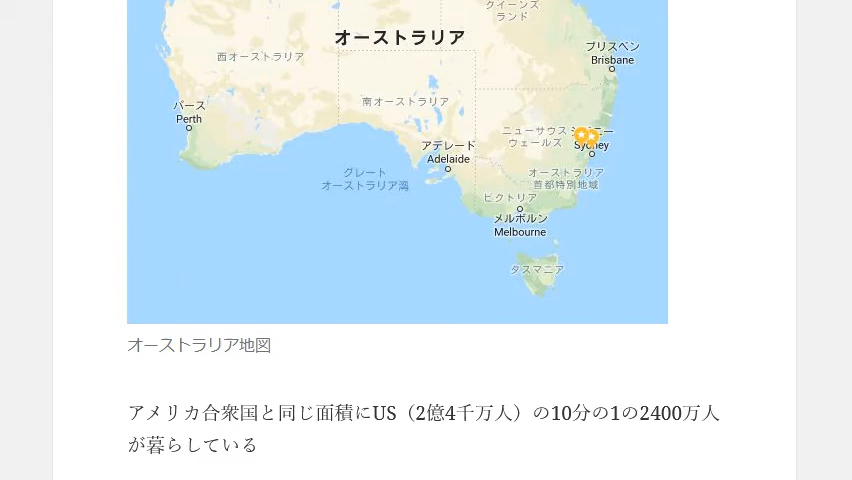 クイーンズ
ランド
オーストラリア
ブリスベン
Brisbane
西オーストラリア
南オーストラリア
パース
Perth
ニューサウス
ウェールズ
Sydney
アデレード
Adelaide
グレート
オーストラリア湾
オーストラリア
首都特別地域
ビクトリア
メルボルン
Melbourne
タスマニア
オーストラリア地図
アメリカ合衆国と同じ面積にUS（2億4千万人）の10分の1の2400万人
が暮らしている